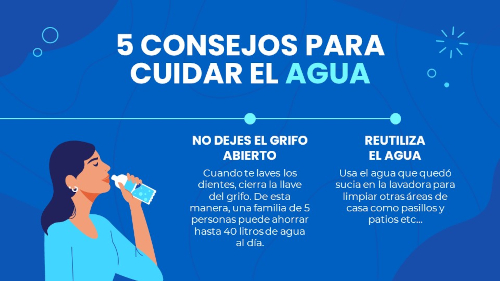 5 CONSEJOS PARA
CUIDAR EL AGUA
NO DEJES EL GRIFO
ABIERTO
Cuando te laves los
dientes, cierra la llave
del grifo. De esta
manera, una familia de 5
personas puede ahorrar
hasta 40 litros de agua
al día.
REUTILIZA
EL AGUA
Usa el agua que quedó
sucia en la lavadora para
limpiar otras áreas de
casa como pasillos y
patios etc...